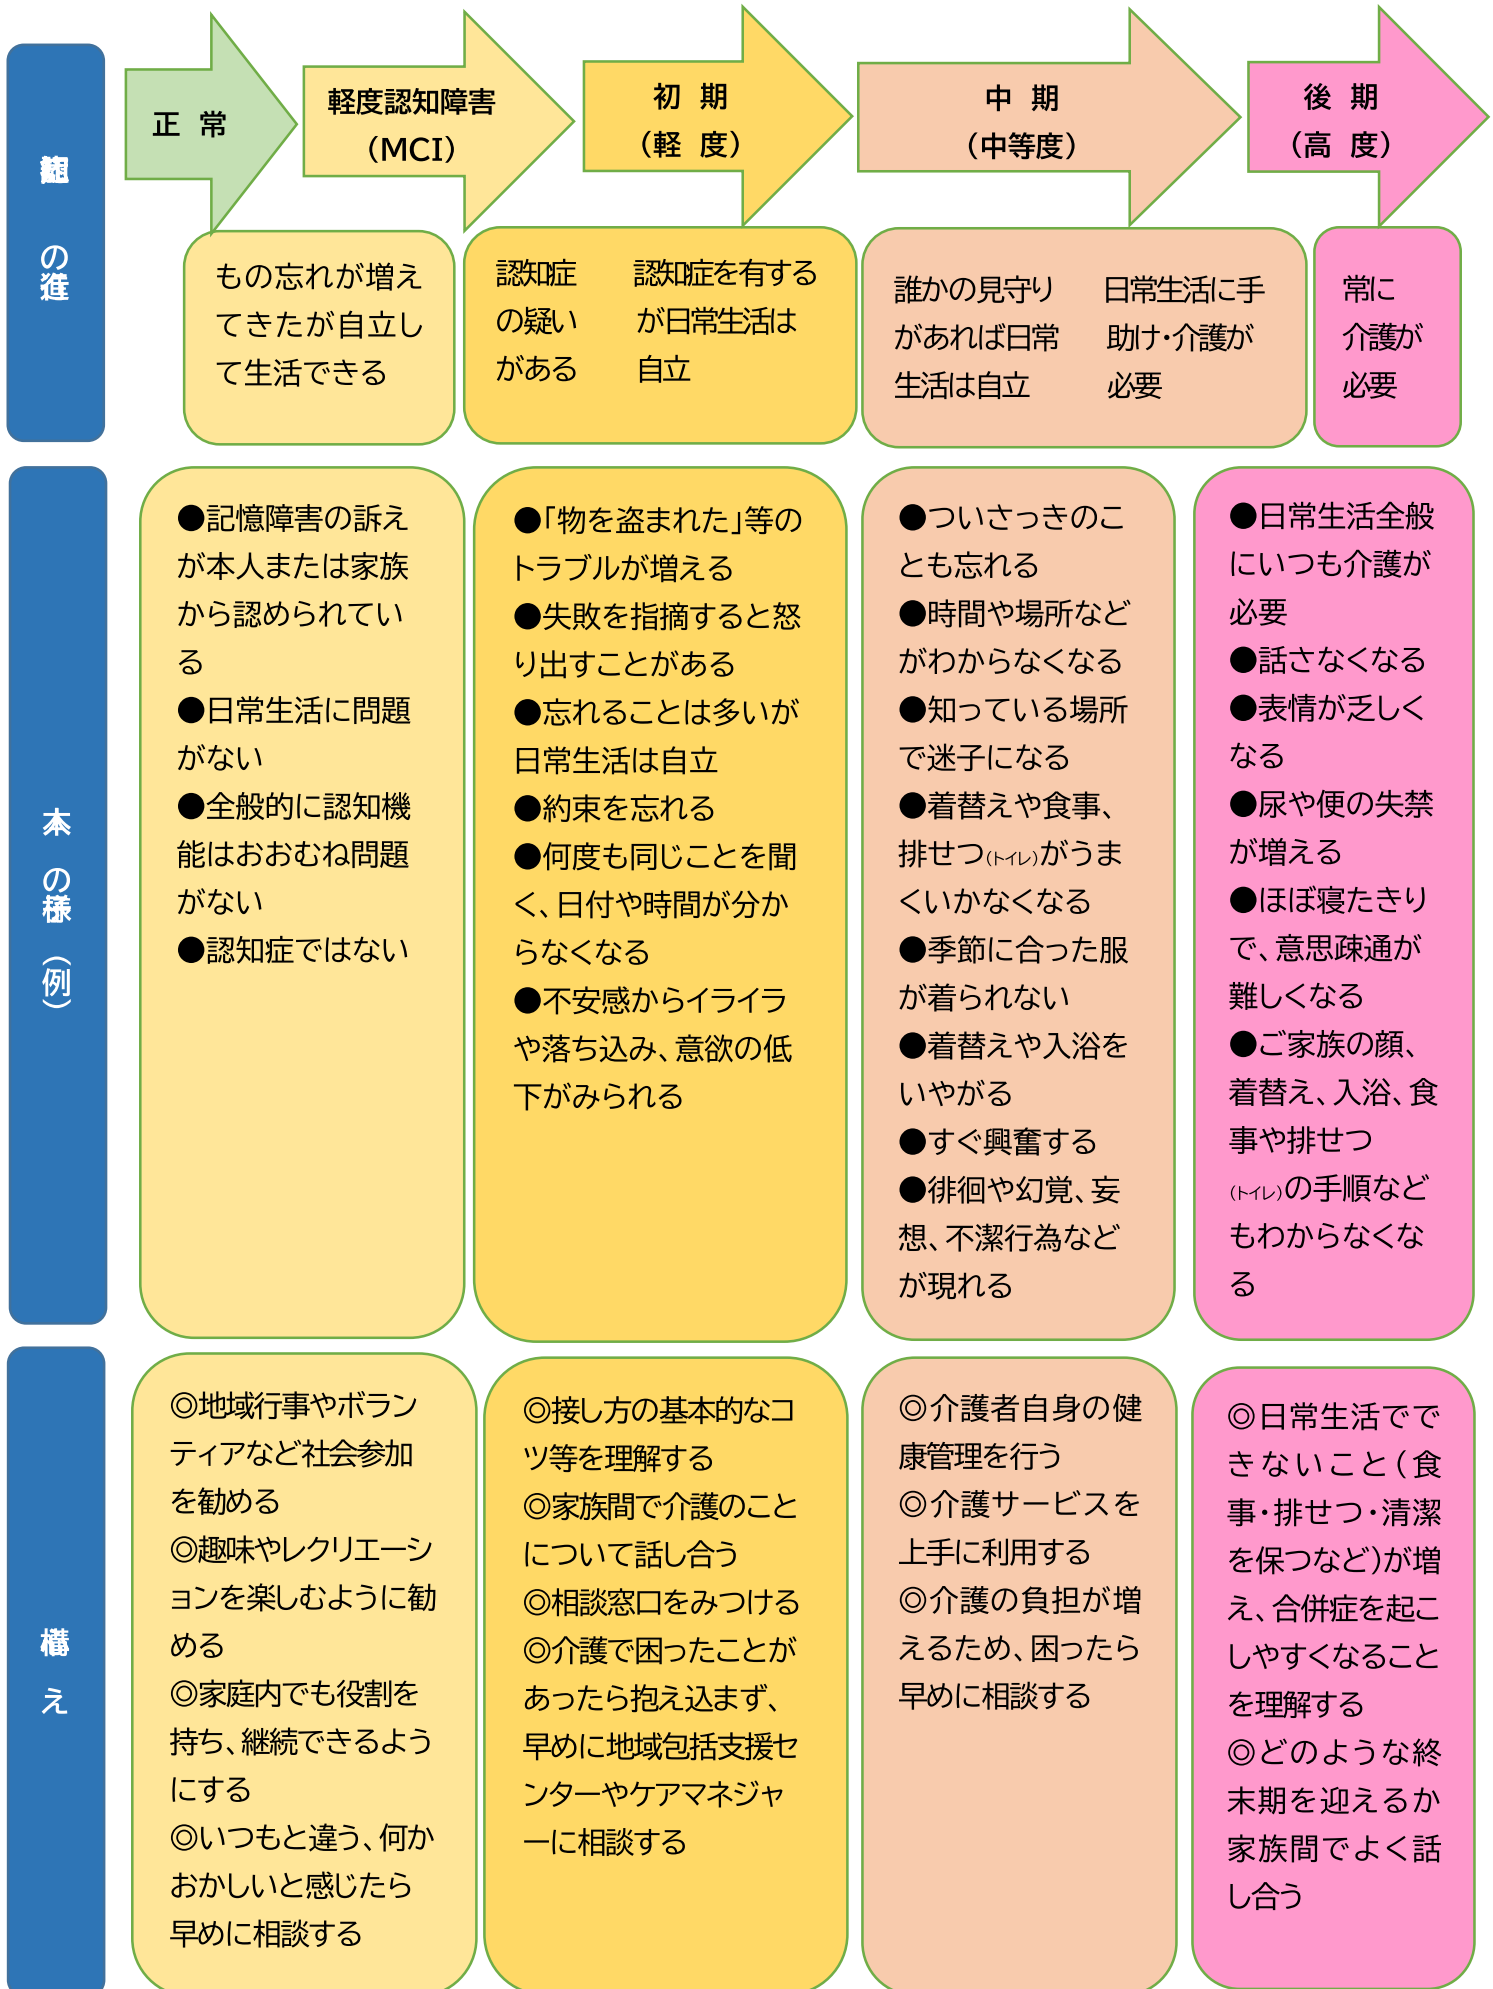 正 常
軽度認知障害
（MCI）
初 期
（軽 度）
中 期
（中等度）
後 期
（高 度）
の進行
もの忘れが増え
てきたが自立し
て生活できる
認知症
の疑い
がある
認知症を有する
が日常生活は
自立
誰かの見守り
があれば日常
生活は自立
日常生活に手
助け・介護が
必要
常に
介護が
必要
本人の様子（例）
●記憶障害の訴え
が本人または家族
から認められてい
る
●日常生活に問題
がない
●全般的に認知機
能はおおむね問題
がない
●認知症ではない
●「物を盗まれた」等の
トラブルが増える
●失敗を指摘すると怒
り出すことがある
●忘れることは多いが
日常生活は自立
●約束を忘れる
●何度も同じことを聞
く、日付や時間が分か
らなくなる
●不安感からイライラ
や落ち込み、意欲の低
下がみられる
●ついさっきのこ
とも忘れる
●時間や場所など
がわからなくなる
●知っている場所
で迷子になる
●着替えや食事、
排せつ（トイレ）がうま
くいかなくなる
●季節に合った服
が着られない
●着替えや入浴を
いやがる
●すぐ興奮する
●徘徊や幻覚、妄
想、不潔行為など
が現れる
●日常生活全般
にいつも介護が
必要
●話さなくなる
●表情が乏しく
なる
●尿や便の失禁
が増える
●ほぼ寝たきり
で、意思疎通が
難しくなる
●ご家族の顔、
着替え、入浴、食
事や排せつ
（トイレ）の手順など
もわからなくな
る
心構え
◎地域行事やボラン
ティアなど社会参加
を勧める
◎趣味やレクリエーシ
ョンを楽しむように勧
める
◎家庭内でも役割を
持ち、継続できるよう
にする
◎いつもと違う、何か
おかしいと感じたら
早めに相談する
◎接し方の基本的なコ
ツ等を理解する
◎家族間で介護のこと
について話し合う
◎相談窓口をみつける
◎介護で困ったことが
あったら抱え込まず、
早めに地域包括支援セ
ンターやケアマネジャ
ーに相談する
◎介護者自身の健
康管理を行う
◎介護サービスを
上手に利用する
◎介護の負担が増
えるため、困ったら
早めに相談する
◎日常生活でで
きないこと（食
事・排せつ・清潔
を保つなど）が増
え、合併症を起こ
しやすくなること
を理解する
◎どのような終
末期を迎えるか
家族間でよく話
し合う